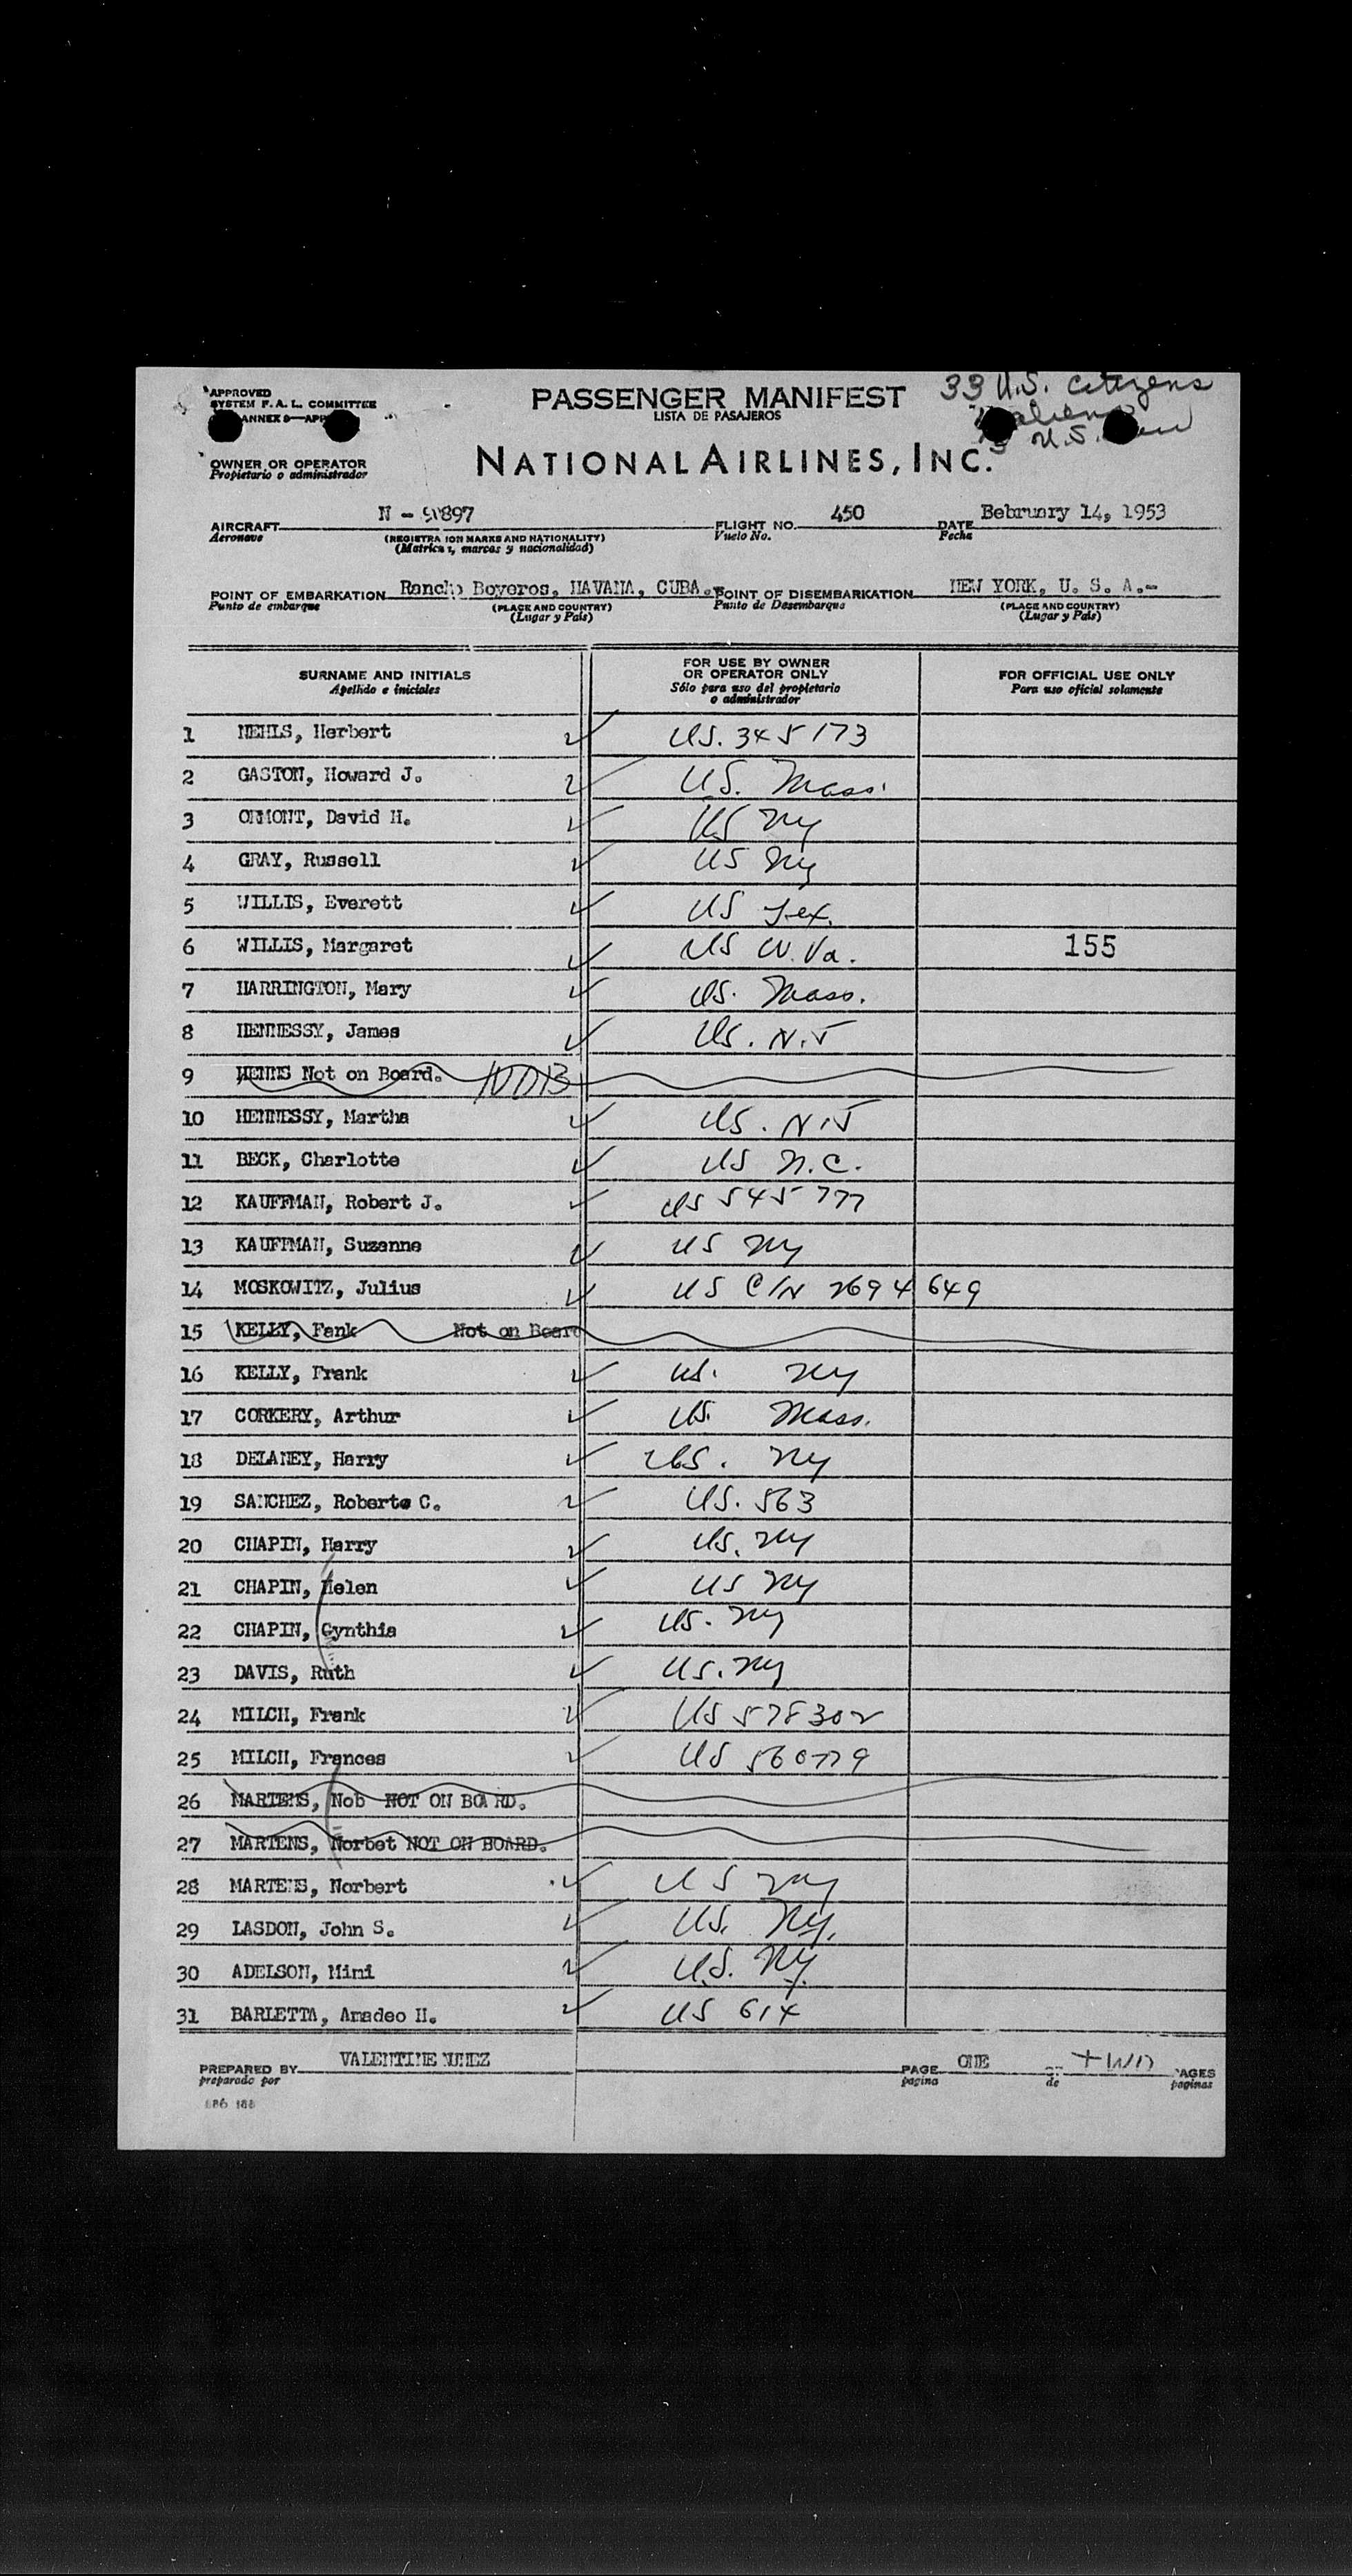 APPROVED
SYSTEM F. A. L. COMMITTEE
ANNEX 9—APP
PASSENGER MANIFEST
LISTA DE PASAJEROS
33 U.S. citizens
U.S.
OWNER OR OPERATOR
Propietario o administrador
NATIONAL AIRLINES, INC.
AIRCRAFT N - 90897 FLIGHT NO. 450 DATE Bebruary 14, 1953
Aeronave (REGISTRATION MARKS AND NATIONALITY) Vuelo No. Fecha
(Matrícula, marcas y nacionalidad)
POINT OF EMBARKATION Rancho Boyeros, HAVANA, CUBA.- POINT OF DISEMBARKATION NEW YORK, U. S. A.-
Punto de embarque (PLACE AND COUNTRY) Punto de Desembarque (PLACE AND COUNTRY)
(Lugar y País) (Lugar y País)
SURNAME AND INITIALS FOR USE BY OWNER OR OPERATOR ONLY FOR OFFICIAL USE ONLY
Apellido e iniciales Sólo para uso del propietario o administrador Para uso oficial solamente
1 NEHLS, Herbert US. 345173
2 GASTON, Howard J. US. Mass.
3 ORMONT, David H. US NY
4 GRAY, Russell US NY
5 WILLIS, Everett US Tex.
6 WILLIS, Margaret US W.Va. 155
7 HARRINGTON, Mary US. Mass.
8 HENNESSY, James US. N.J
9 Not on Board. NOB
10 HENNESSY, Martha US. N.J
11 BECK, Charlotte US N.C.
12 KAUFFMAN, Robert J. US 545777
13 KAUFFMAN, Suzanne US NY
14 MOSKOWITZ, Julius US C/N 2694649
15 KELLY, Fank Not on Board
16 KELLY, Frank US. NY
17 CORKERY, Arthur US. Mass.
18 DELANEY, Harry US. NY
19 SANCHEZ, Roberto C. US. 563
20 CHAPIN, Harry US. NY
21 CHAPIN, Helen US NY
22 CHAPIN, Cynthia US. NY
23 DAVIS, Ruth US. NY
24 MILCH, Frank US 578302
25 MILCH, Frances US 560779
26 MARTENS, Nob NOT ON BOARD.
27 MARTENS, Norbet NOT ON BOARD.
28 MARTENS, Norbert US NY
29 LASDON, John S. US. NY.
30 ADELSON, Mimi U.S. NY.
31 BARLETTA, Amadeo H. US 614
PREPARED BY VALENTINE NUNEZ PAGE ONE OF TWO PAGES
preparado por pagina de paginas